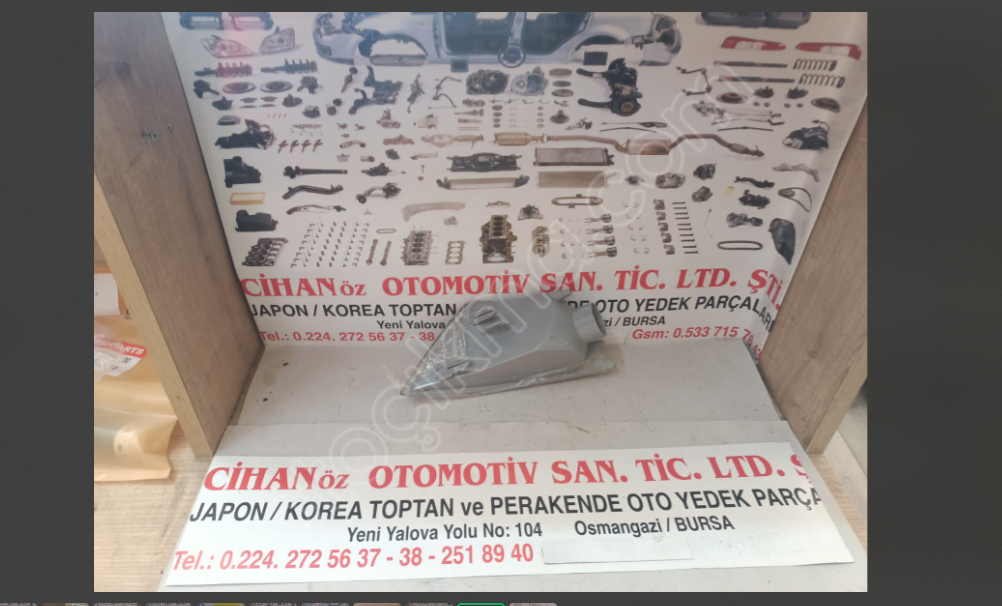 CİHANöz OTOMOTİV SAN. TİC. LTD. ŞTİ.
JAPON / KOREA TOPTAN DE OTO YEDEK PARÇALARI
Yeni Yalova gazi / BURSA
Tel.: 0.224. 272 56 37 - 38 Gsm: 0.533 715
PARTS
CİHANöz OTOMOTİV SAN. TİC. LTD. Ş
JAPON / KOREA TOPTAN ve PERAKENDE OTO YEDEK PARÇA
Yeni Yalova Yolu No: 104 Osmangazi / BURSA
Tel.: 0.224. 272 56 37 - 38 - 251 89 40